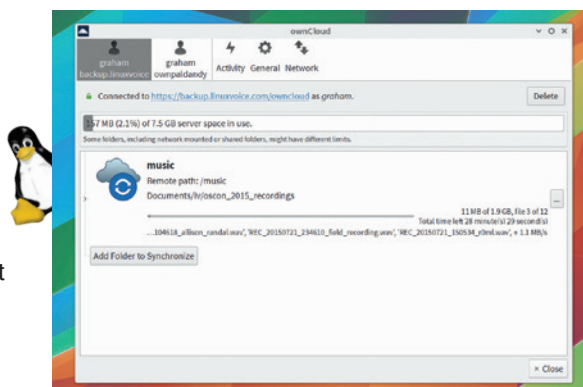 ownCloud
graham
backup.linuxvoice
graham
ownpaldandy
Activity General Network
Connected to https://backup.linuxvoice.com/owncloud as graham.
Delete
157 MB (2.1%) of 7.5 GB server space in use.
Some folders, including network mounted or shared folders, might have different limits.
music
Remote path: /music
Documents/lv/oscon_2015_recordings
...
11 MB of 1.9 GB, file 3 of 12
Total time left 28 minute(s) 29 second(s)
...104618_allison_randal.wav', 'REC_20150721_234610_field_recording.wav', 'REC_20150721_150534_r0ml.wav', + 1.1 MB/s
Add Folder to Synchronize
t
× Close